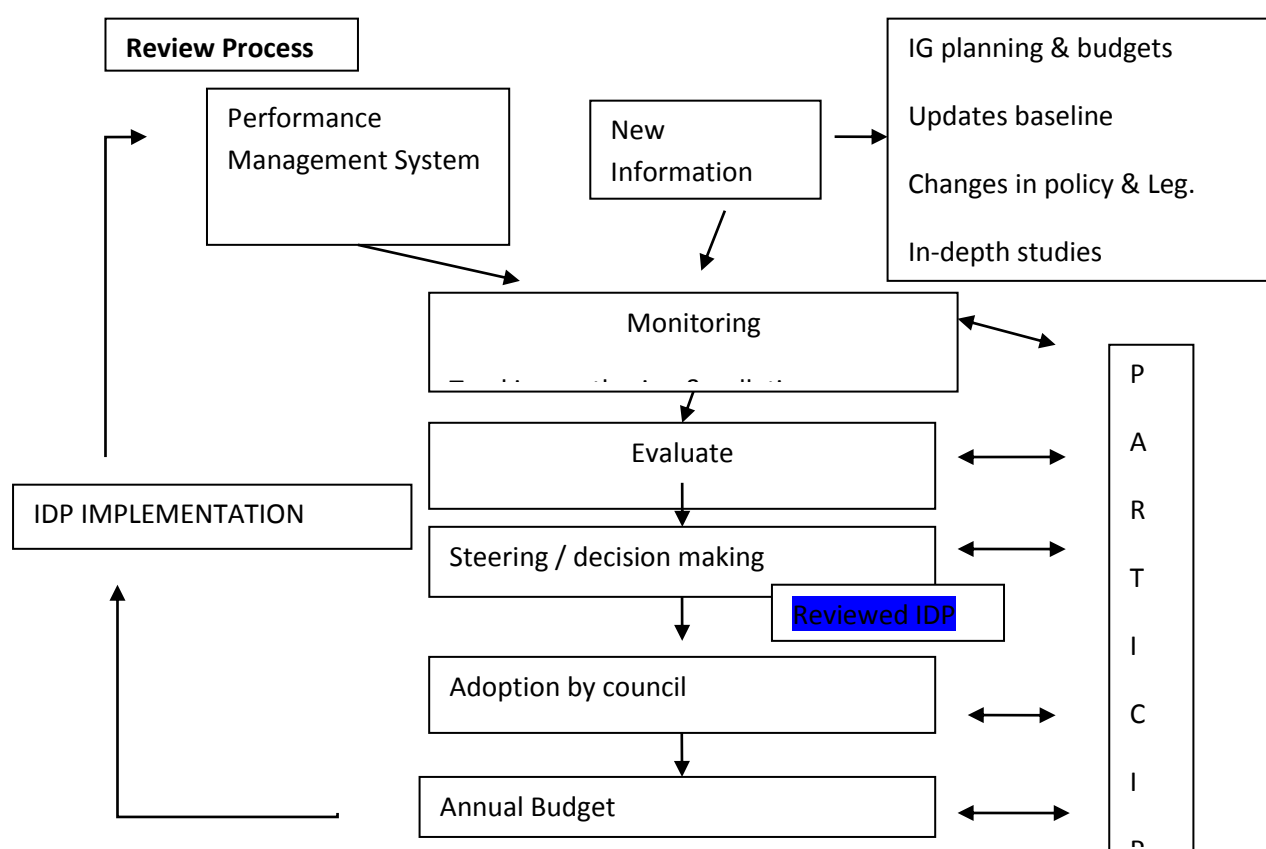 Review Process
IG planning & budgets
Updates baseline
Changes in policy & Leg.
In-depth studies
Performance
Management System
New
Information
Monitoring
Evaluate
IDP IMPLEMENTATION
Steering / decision making
Reviewed IDP
Adoption by council
Annual Budget
P
A
R
T
I
C
I